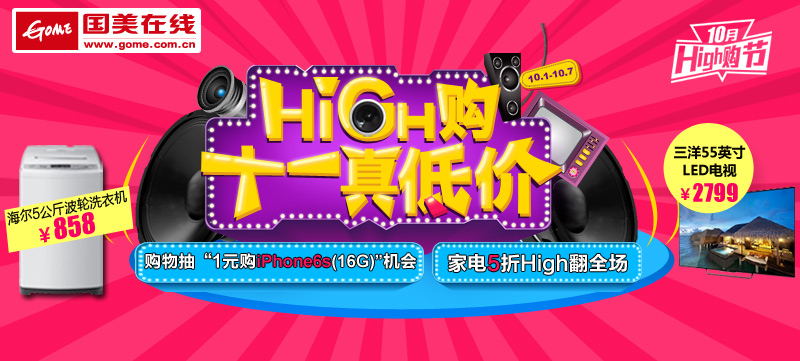 GOME 国美在线
www.gome.com.cn
10月
High购节
10.1-10.7
HiGH购
十一真低价
海尔5公斤波轮洗衣机
¥858
三洋55英寸
LED电视
¥2799
购物抽“1元购iPhone6s(16G)”机会
家电5折High翻全场